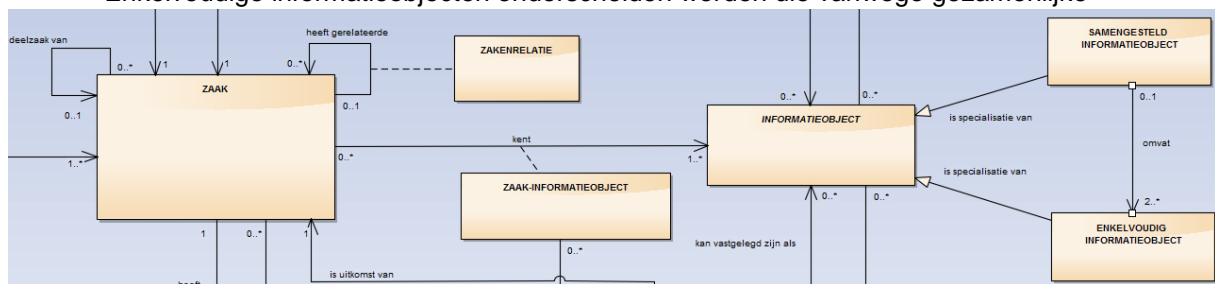 deelzaak van
0..*
0..1
1
1
heeft gerelateerde
0..*
0..1
ZAKENRELATIE
ZAAK
1..*
0..*
kent
1..*
ZAAK-INFORMATIEOBJECT
0..*
1
0..*
1
is uitkomst van
0..*
0..*
INFORMATIEOBJECT
0..*
0..*
kan vastgelegd zijn als
is specialisatie van
is specialisatie van
SAMENGESTELD
INFORMATIEOBJECT
0..1
omvat
2..*
ENKELVOUDIG
INFORMATIEOBJECT